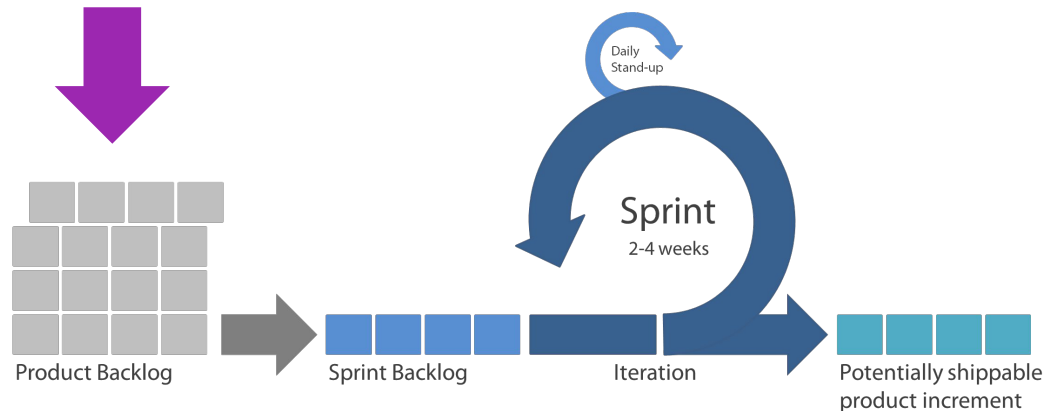 Daily
Stand-up
Sprint
2-4 weeks
Product Backlog
Sprint Backlog
Iteration
Potentially shippable
product increment